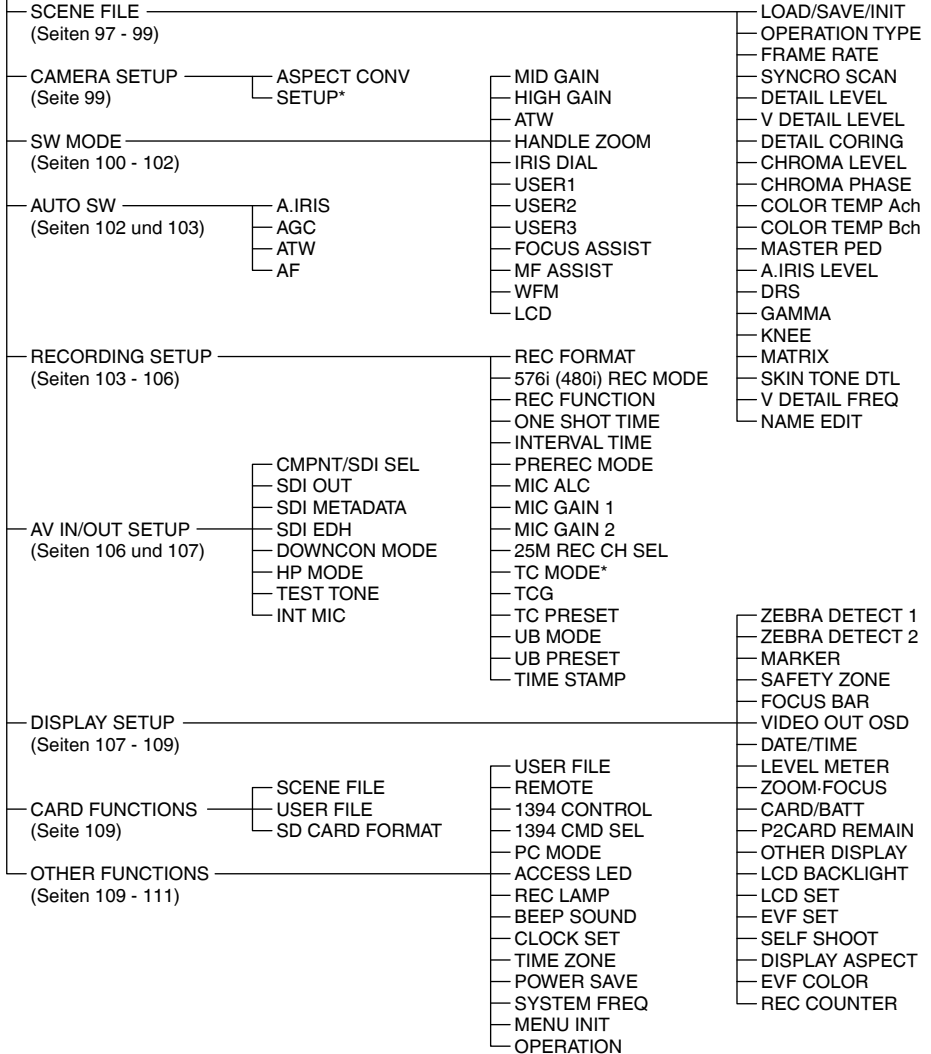 SCENE FILE
(Seiten 97 - 99)
LOAD/SAVE/INIT
OPERATION TYPE
FRAME RATE
SYNCRO SCAN
DETAIL LEVEL
V DETAIL LEVEL
DETAIL CORING
CHROMA LEVEL
CHROMA PHASE
COLOR TEMP Ach
COLOR TEMP Bch
MASTER PED
A.IRIS LEVEL
DRS
GAMMA
KNEE
MATRIX
SKIN TONE DTL
V DETAIL FREQ
NAME EDIT
CAMERA SETUP
(Seite 99)
ASPECT CONV
SETUP*
SW MODE
(Seiten 100 - 102)
MID GAIN
HIGH GAIN
ATW
HANDLE ZOOM
IRIS DIAL
USER1
USER2
USER3
FOCUS ASSIST
MF ASSIST
WFM
LCD
AUTO SW
(Seiten 102 und 103)
A.IRIS
AGC
ATW
AF
RECORDING SETUP
(Seiten 103 - 106)
REC FORMAT
576i (480i) REC MODE
REC FUNCTION
ONE SHOT TIME
INTERVAL TIME
PREREC MODE
MIC ALC
MIC GAIN 1
MIC GAIN 2
25M REC CH SEL
TC MODE*
TCG
TC PRESET
UB MODE
UB PRESET
TIME STAMP
AV IN/OUT SETUP
(Seiten 106 und 107)
CMPNT/SDI SEL
SDI OUT
SDI METADATA
SDI EDH
DOWNCON MODE
HP MODE
TEST TONE
INT MIC
DISPLAY SETUP
(Seiten 107 - 109)
ZEBRA DETECT 1
ZEBRA DETECT 2
MARKER
SAFETY ZONE
FOCUS BAR
VIDEO OUT OSD
DATE/TIME
LEVEL METER
ZOOM·FOCUS
CARD/BATT
P2CARD REMAIN
OTHER DISPLAY
LCD BACKLIGHT
LCD SET
EVF SET
SELF SHOOT
DISPLAY ASPECT
EVF COLOR
REC COUNTER
CARD FUNCTIONS
(Seite 109)
SCENE FILE
USER FILE
SD CARD FORMAT
OTHER FUNCTIONS
(Seiten 109 - 111)
USER FILE
REMOTE
1394 CONTROL
1394 CMD SEL
PC MODE
ACCESS LED
REC LAMP
BEEP SOUND
CLOCK SET
TIME ZONE
POWER SAVE
SYSTEM FREQ
MENU INIT
OPERATION